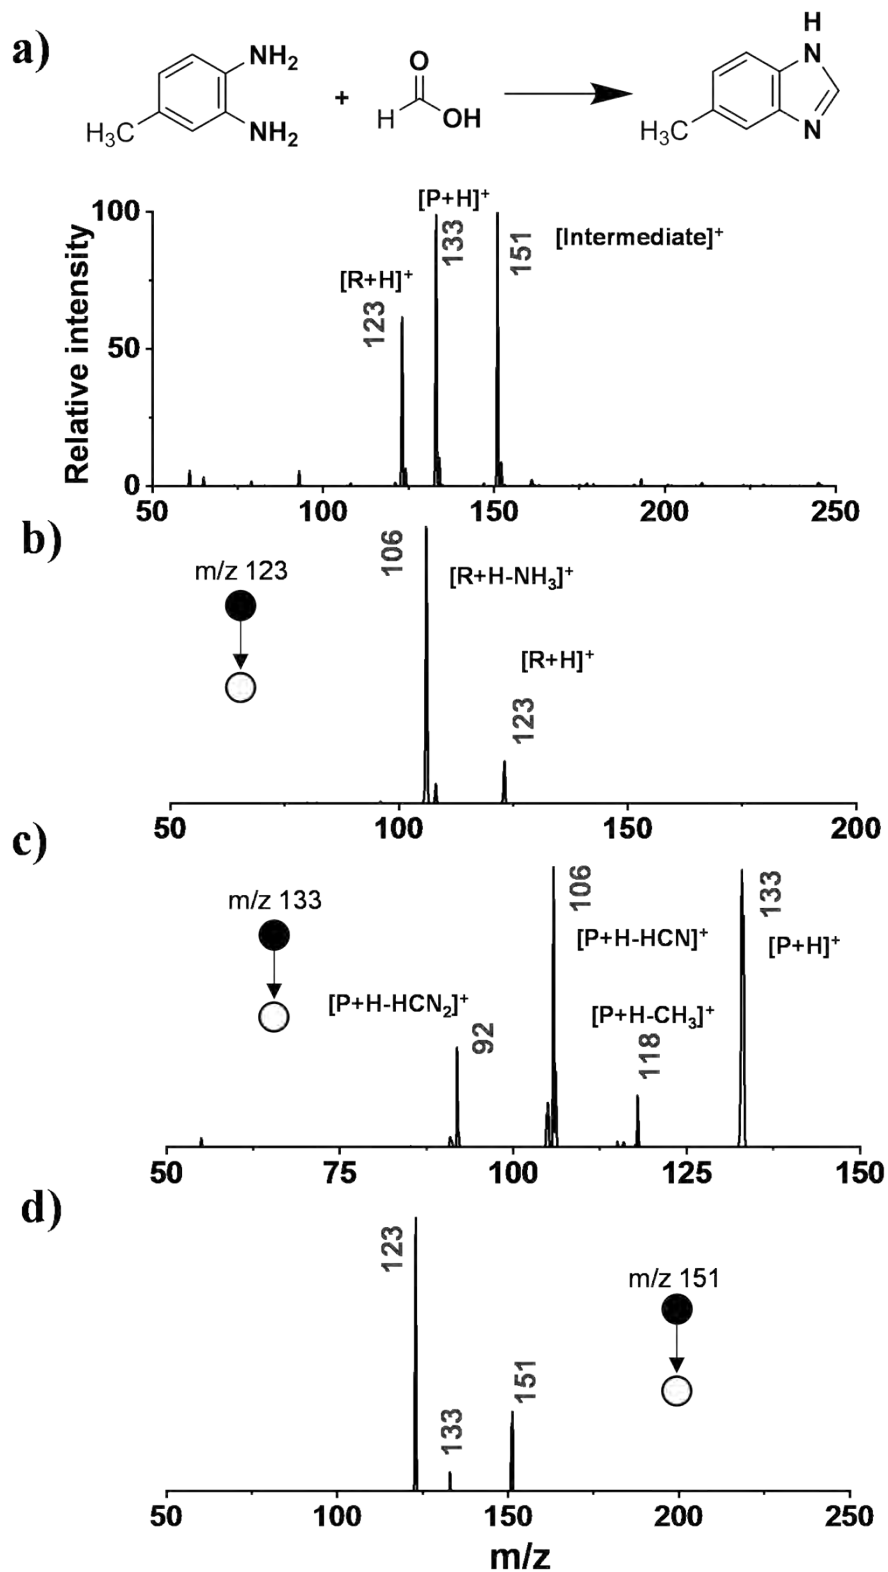 a)
NH2
NH2
H3C
+
O
H
OH
H
N
N
H3C
Relative intensity
100
50
0
[R+H]+
123
[P+H]+
133
151
[Intermediate]+
50
100
150
200
250
b)
m/z 123
106
[R+H-NH3]+
[R+H]+
123
50
100
150
200
c)
m/z 133
[P+H-HCN2]+
92
106
[P+H-HCN]+
[P+H-CH3]+
118
133
[P+H]+
50
75
100
125
150
d)
123
133
151
m/z 151
50
100
150
200
250
m/z